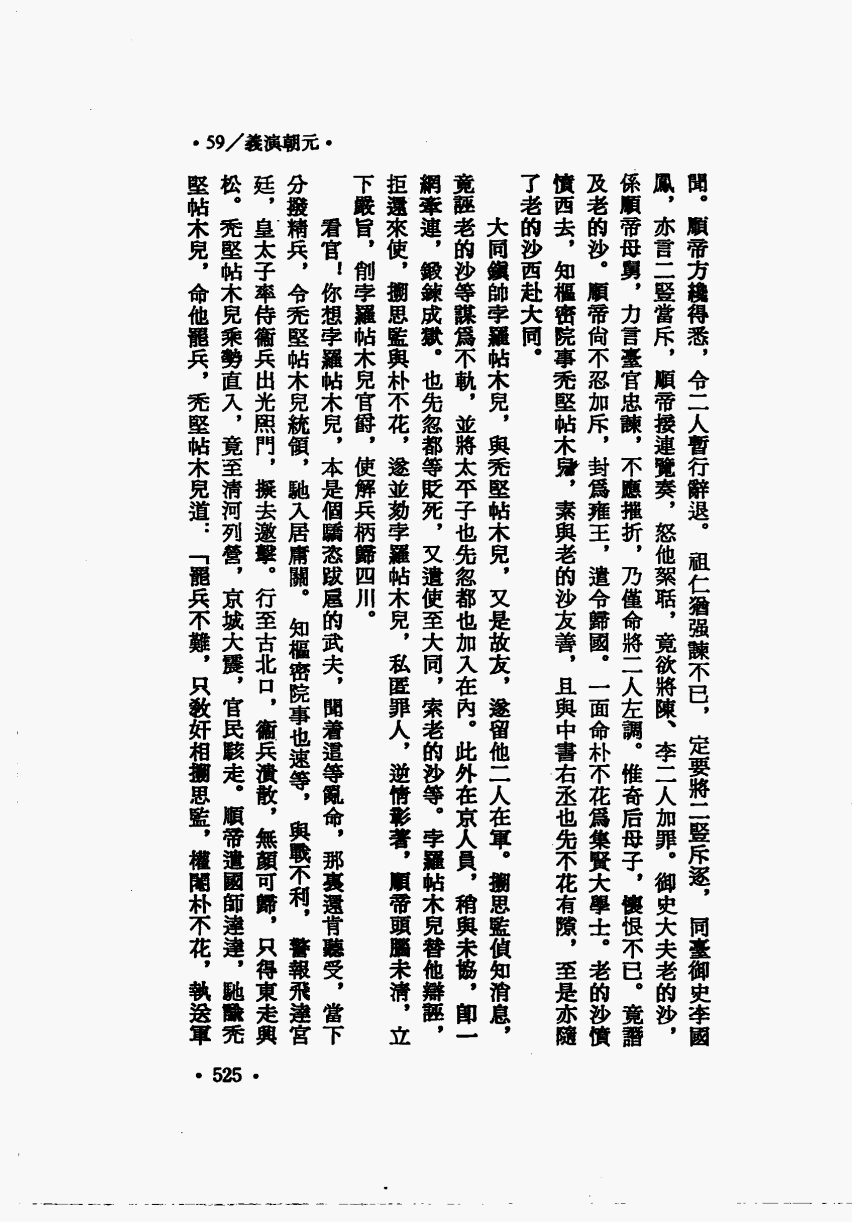 •59／義演朝元•
聞。順帝方纔得悉，令二人暫行辭退。祖仁猶强諫不已，定要將二豎斥逐，同臺御史李國
鳳，亦言二豎當斥，順帝接連覽奏，怒他絮聒，竟欲將陳、李二人加罪。御史大夫老的沙，
係順帝母舅，力言臺官忠諫，不應摧折，乃僅命將二人左調。惟奇后母子，懷恨不已。竟譖
及老的沙。順帝尙不忍加斥，封爲雍王，遣令歸國。一面命朴不花爲集賢大學士。老的沙憤
憤西去，知樞密院事禿堅帖木兒，素與老的沙友善，且與中書右丞也先不花有隙，至是亦隨
了老的沙西赴大同。
大同鎭帥孛羅帖木兒，與禿堅帖木兒，又是故友，遂留他二人在軍。搠思監偵知消息，
竟誣老的沙等謀爲不軌，並將太平子也先忽都也加入在內。此外在京人員，稍與未協，卽一
網牽連，鍛鍊成獄。也先忽都等貶死，又遣使至大同，索老的沙等。孛羅帖木兒替他辯誣，
拒還來使，搠思監與朴不花，遂並劾孛羅帖木兒，私匿罪人，逆情彰著，順帝頭腦未清，立
下嚴旨，削孛羅帖木兒官爵，使解兵柄歸四川。
看官！你想孛羅帖木兒，本是個驕恣跋扈的武夫，聞着這等亂命，那裏還肯聽受，當下
分撥精兵，令禿堅帖木兒統領，馳入居庸關。知樞密院事也速等，與戰不利，警報飛達宮
廷，皇太子率侍衞兵出光熙門，擬去邀擊。行至古北口，衞兵潰散，無顏可歸，只得東走興
松。禿堅帖木兒乘勢直入，竟至清河列營，京城大震，官民駭走。順帝遣國師達達，馳諭禿
堅帖木兒，命他罷兵，禿堅帖木兒道：「罷兵不難，只敎奸相搠思監，權閹朴不花，執送軍
•525•